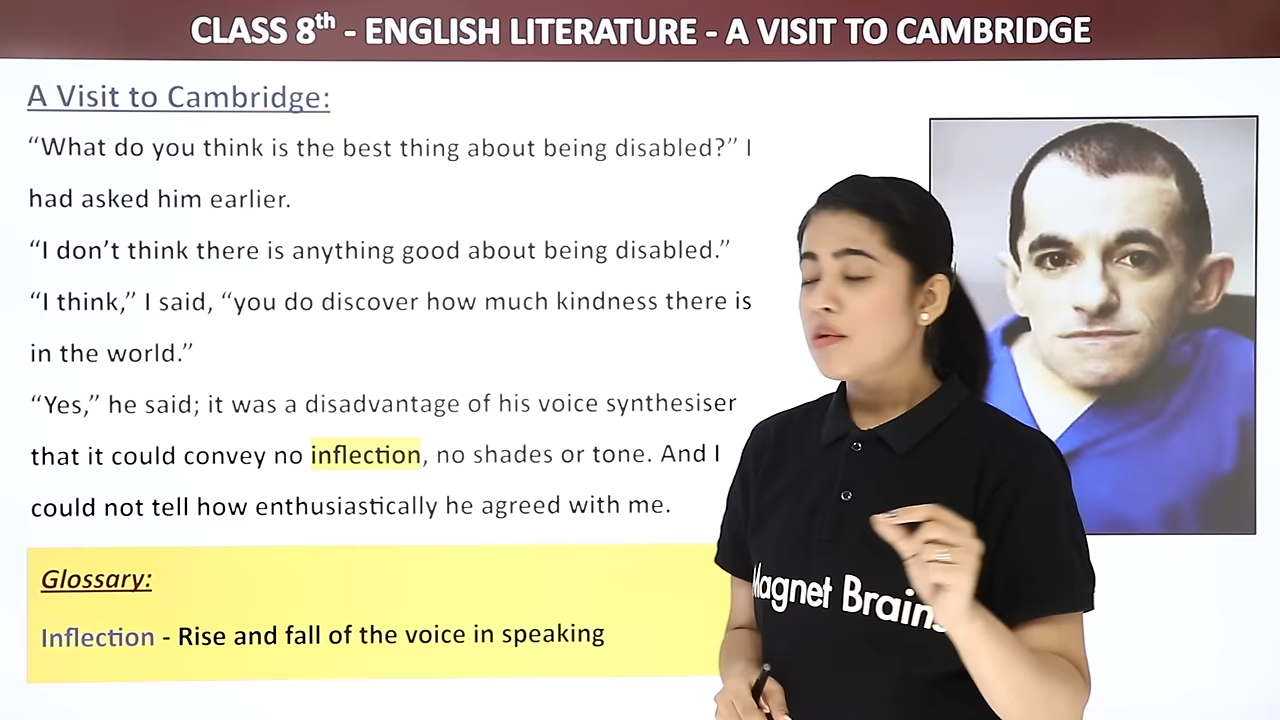 CLASS 8th - ENGLISH LITERATURE - A VISIT TO CAMBRIDGE
A Visit to Cambridge:
“What do you think is the best thing about being disabled?” I
had asked him earlier.
“I don’t think there is anything good about being disabled.”
“I think,” I said, “you do discover how much kindness there is
in the world.”
“Yes,” he said; it was a disadvantage of his voice synthesiser
that it could convey no inflection, no shades or tone. And I
could not tell how enthusiastically he agreed with me.
Glossary:
Inflection - Rise and fall of the voice in speaking
Magnet Brains